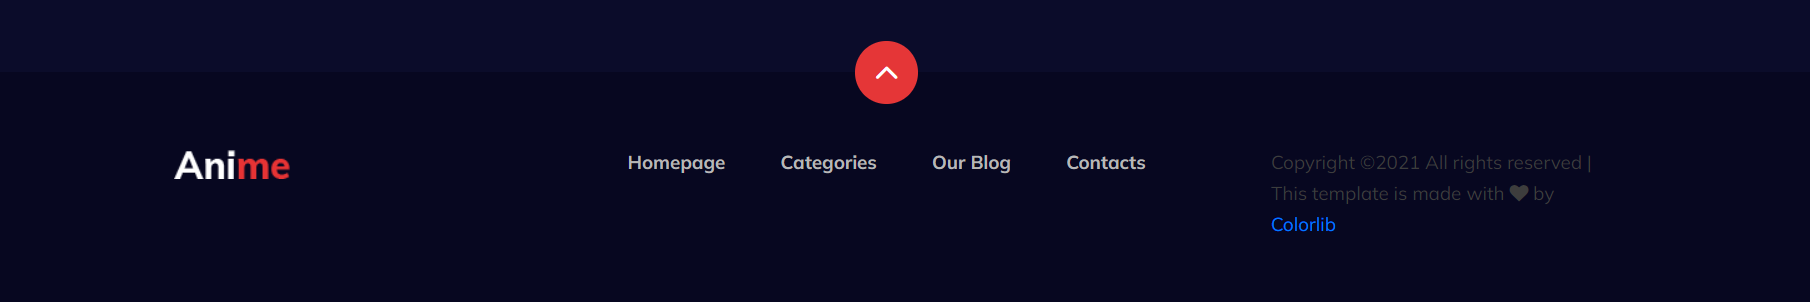 Anime
Homepage Categories Our Blog Contacts
Copyright ©2021 All rights reserved |
This template is made with ♥ by
Colorlib